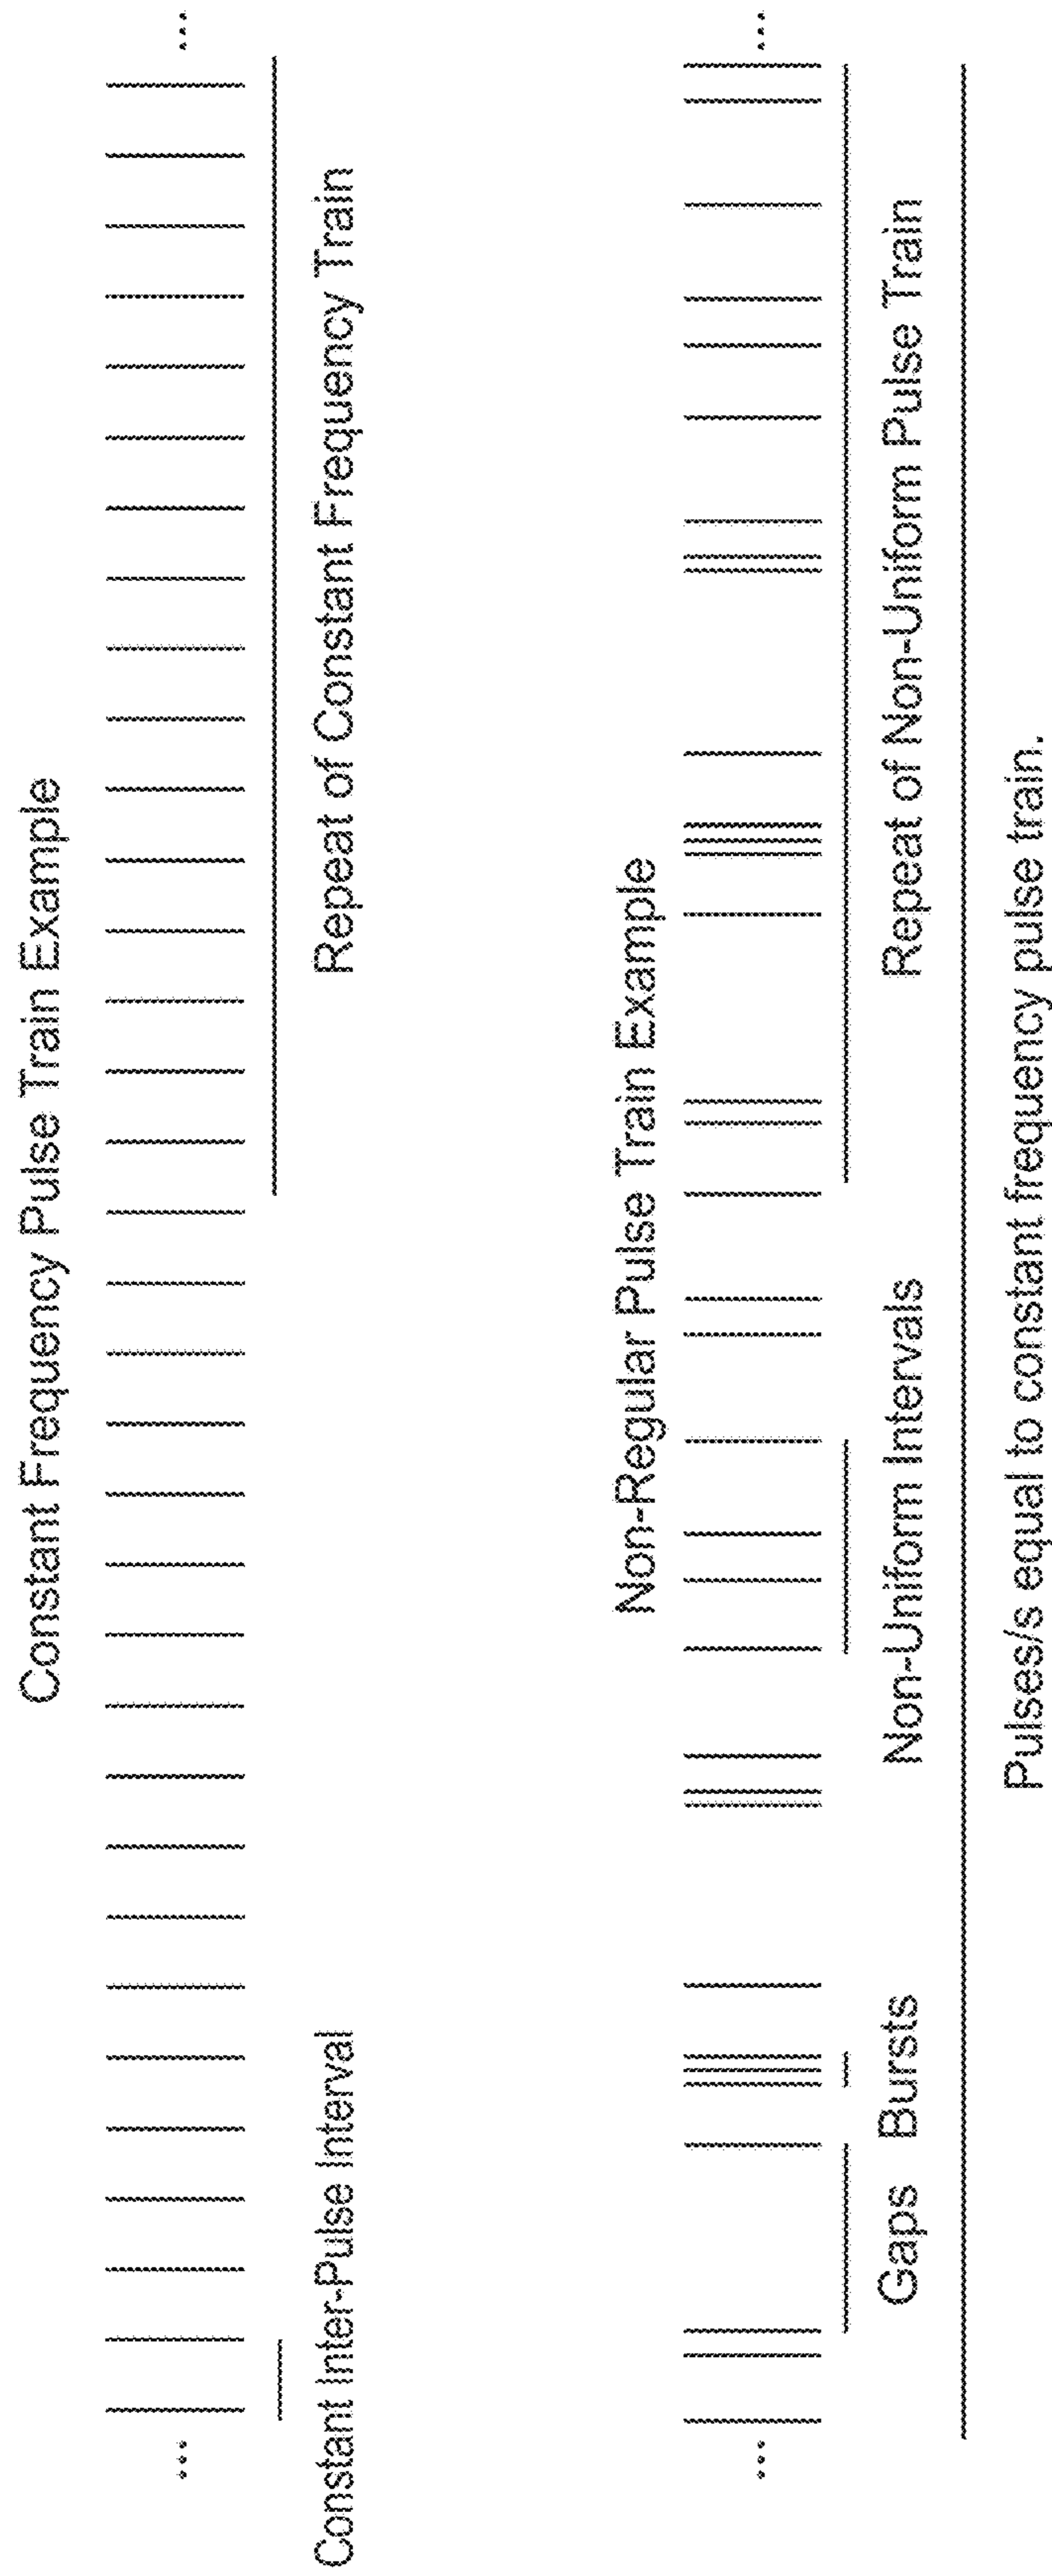 Constant Frequency Pulse Train Example
...
...
Constant Inter-Pulse Interval
Repeat of Constant Frequency Train
Non-Regular Pulse Train Example
...
...
Gaps
Bursts
Non-Uniform Intervals
Repeat of Non-Uniform Pulse Train
Pulses/s equal to constant frequency pulse train.